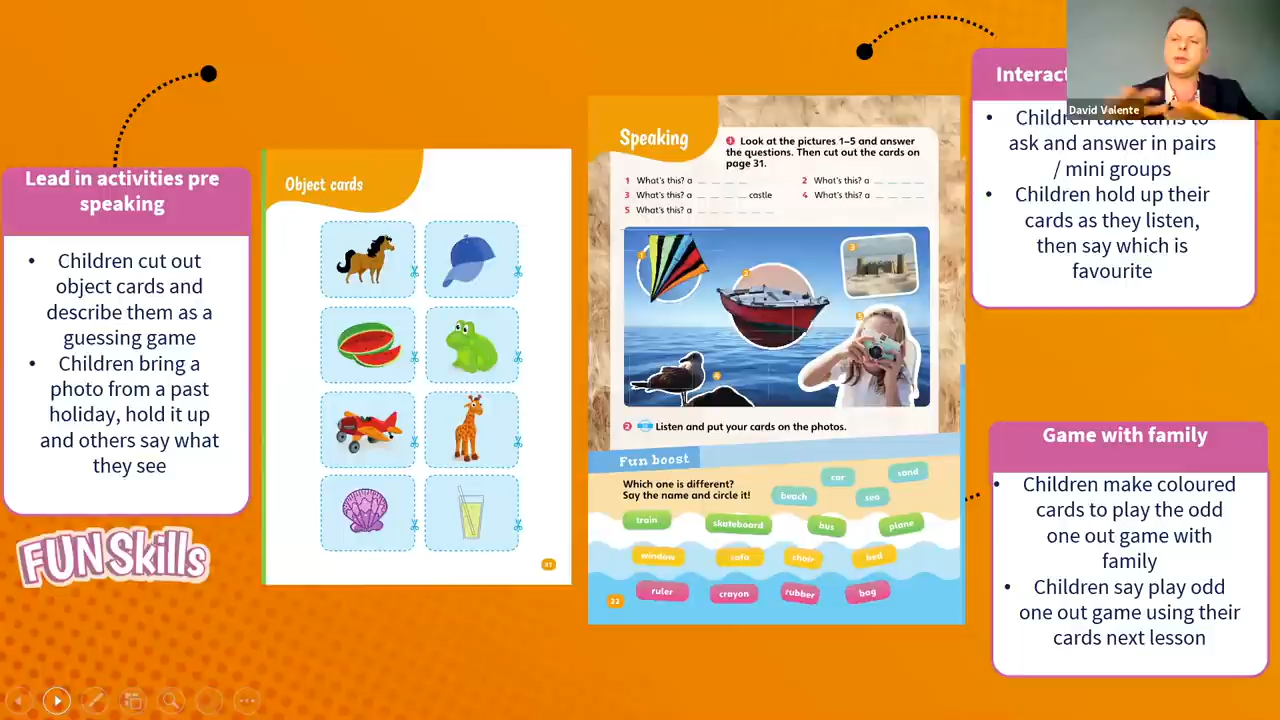 Lead in activities pre
speaking
• Children cut out
object cards and
describe them as a
guessing game
• Children bring a
photo from a past
holiday, hold it up
and others say what
they see
FUN Skills
Object cards
31
Speaking
1 Look at the pictures 1–5 and answer
the questions. Then cut out the cards on
page 31.
1 What's this? a _ _ _ _
2 What's this? a _ _ _ _
3 What's this? a _ _ _ _ castle
4 What's this? a _ _ _ _
5 What's this? a _ _ _ _ _ _
1
2
3
4
5
2 Listen and put your cards on the photos.
Fun boost
Which one is different?
Say the name and circle it!
car
sand
beach
sea
train
skateboard
bus
plane
window
sofa
chair
bed
ruler
crayon
rubber
bag
22
David Valente
• Children take turns to
ask and answer in pairs
/ mini groups
• Children hold up their
cards as they listen,
then say which is
favourite
Game with family
• Children make coloured
cards to play the odd
one out game with
family
• Children say play odd
one out game using their
cards next lesson